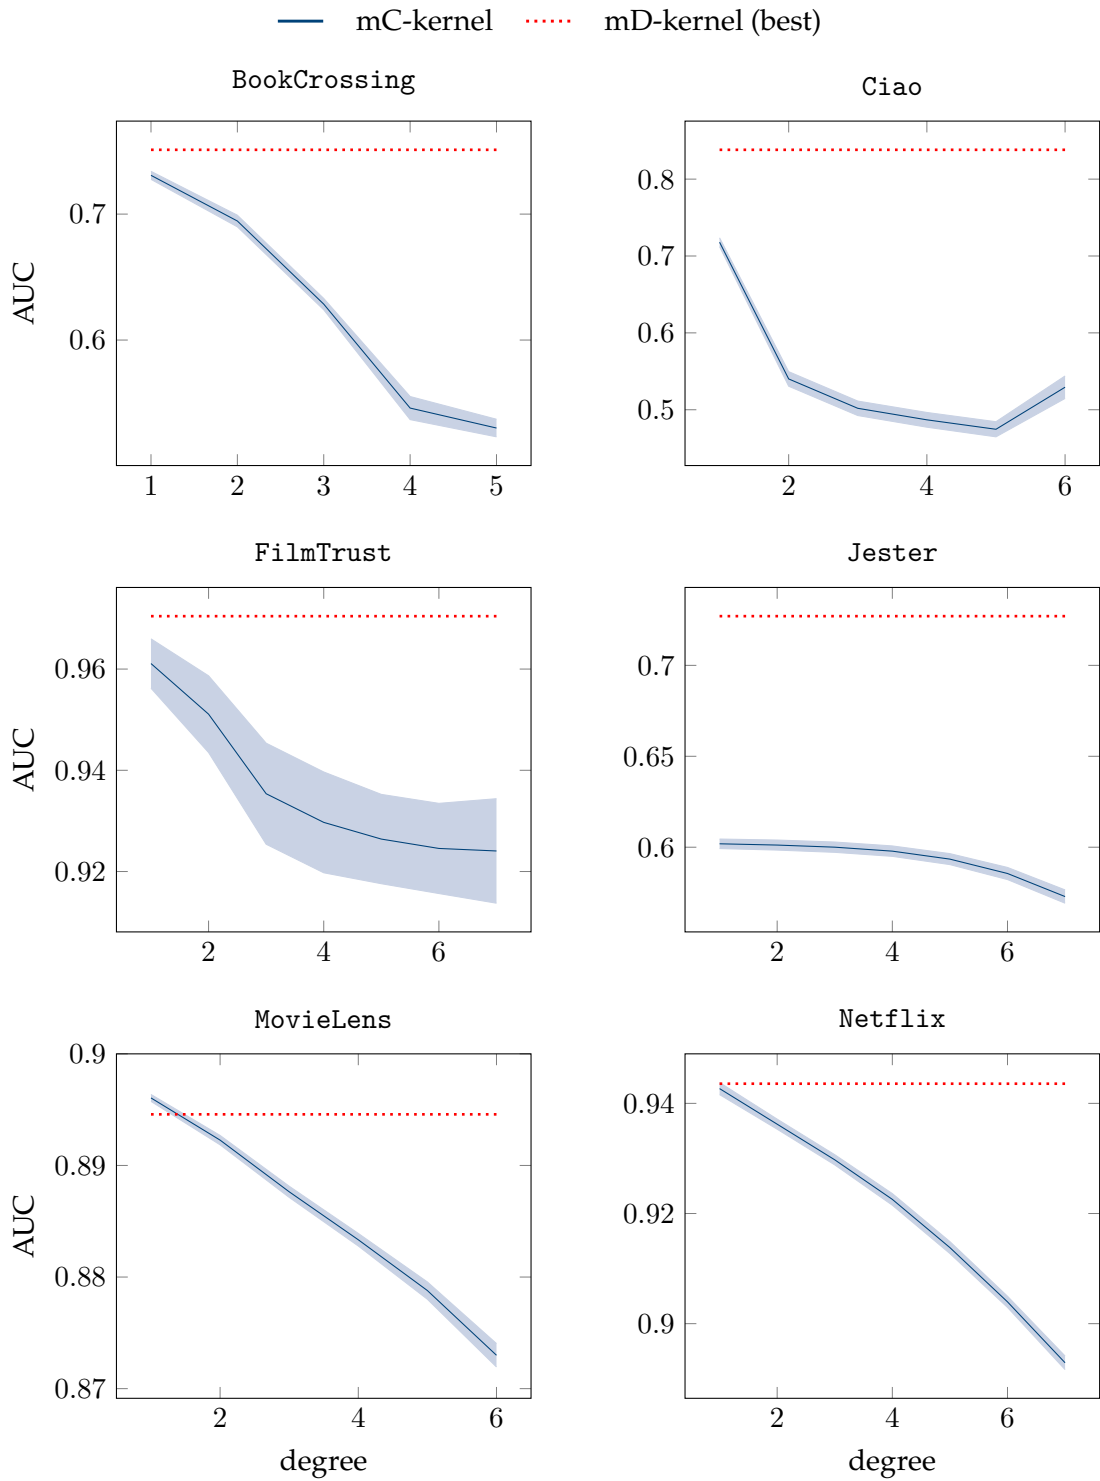 mC-kernel mD-kernel (best)
BookCrossing
0.7
0.6
AUC
1 2 3 4 5
Ciao
0.8
0.7
0.6
0.5
2 4 6
FilmTrust
0.96
0.94
0.92
AUC
2 4 6
Jester
0.7
0.65
0.6
2 4 6
MovieLens
0.9
0.89
0.88
0.87
AUC
2 4 6
degree
Netflix
0.94
0.92
0.9
2 4 6
degree